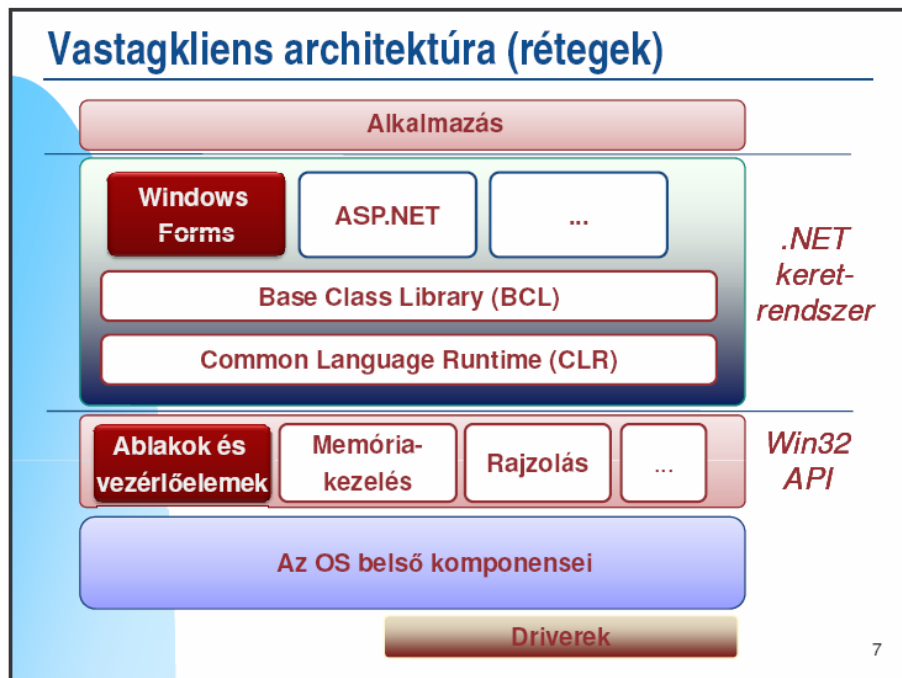 Vastagkliens architektúra (rétegek)
Alkalmazás
Windows
Forms
ASP.NET
...
Base Class Library (BCL)
Common Language Runtime (CLR)
.NET
keret-
rendszer
Ablakok és
vezérlőelemek
Memória-
kezelés
Rajzolás
...
Win32
API
Az OS belső komponensei
Driverek
7